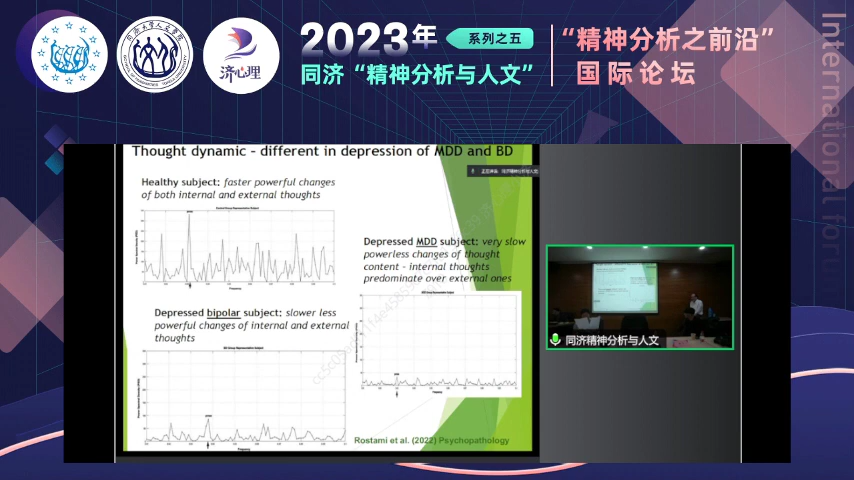 2023年
系列之五
同济“精神分析与人文”
“精神分析之前沿”
国际论坛
International forum
济心理
Thought dynamic – different in depression of MDD and BD
Healthy subject: faster powerful changes
of both internal and external thoughts
Depressed MDD subject: very slow
powerless changes of thought
content – internal thoughts
predominate over external ones
Depressed bipolar subject: slower less
powerful changes of internal and external
thoughts
Frequency
Frequency
Frequency
Rostami et al. (2022) Psychopathology
同济精神分析与人文